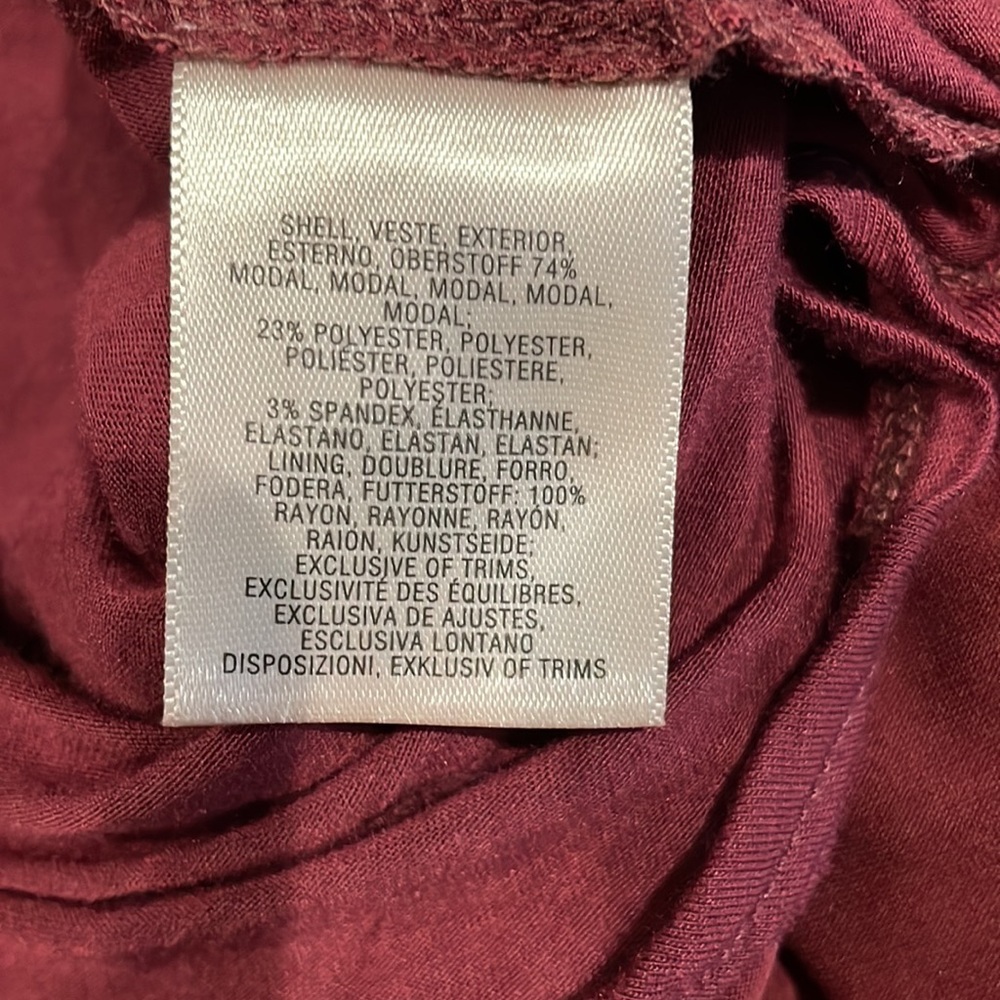 SHELL, VESTE, EXTERIOR,
ESTERNO, OBERSTOFF 74%
MODAL, MODAL, MODAL, MODAL,
MODAL;
23% POLYESTER, POLYESTER,
POLIÉSTER, POLIESTERE,
POLYESTER;
3% SPANDEX, ÉLASTHANNE,
ELASTANO, ELASTAN, ELASTAN;
LINING, DOUBLURE, FORRO,
FODERA, FUTTERSTOFF: 100%
RAYON, RAYONNE, RAYÓN,
RAION, KUNSTSEIDE;
EXCLUSIVE OF TRIMS,
EXCLUSIVITÉ DES ÉQUILIBRES,
EXCLUSIVA DE AJUSTES,
ESCLUSIVA LONTANO
DISPOSIZIONI, EXKLUSIV OF TRIMS